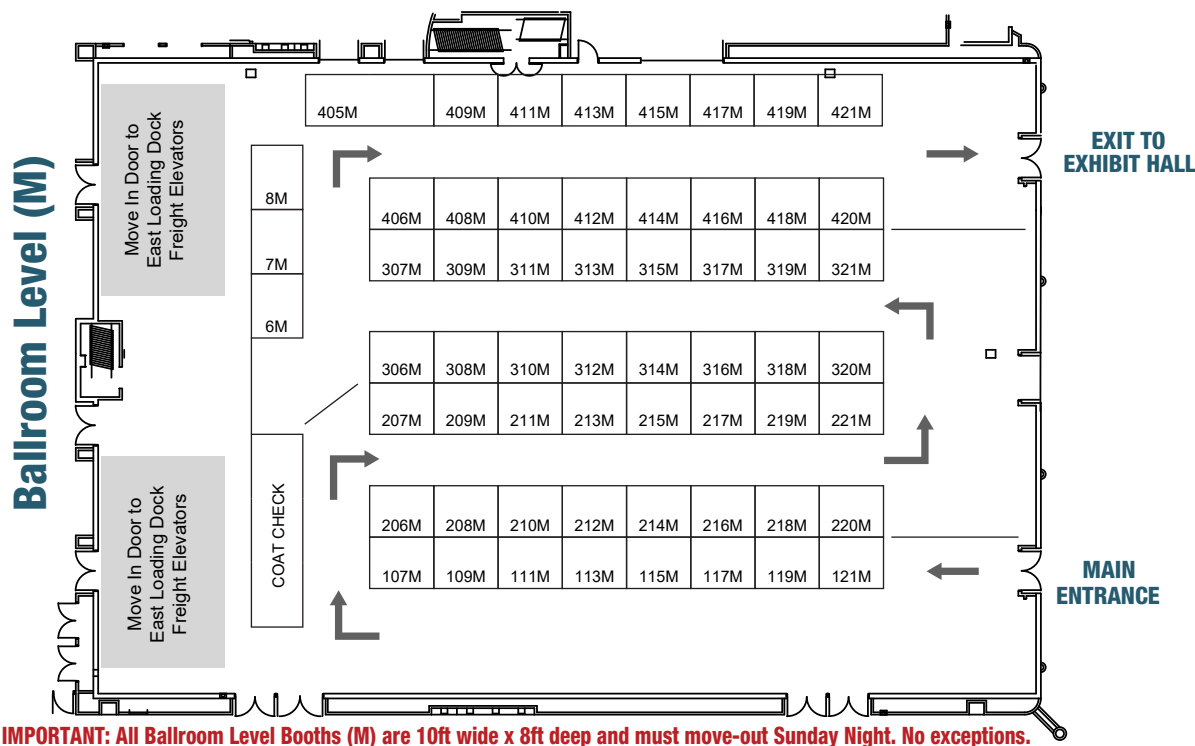 Ballroom Level (M)
Move In Door to
East Loading Dock
Freight Elevators
405M 409M 411M 413M 415M 417M 419M 421M
EXIT TO
EXHIBIT HALL
8M
7M
6M
406M 408M 410M 412M 414M 416M 418M 420M
307M 309M 311M 313M 315M 317M 319M 321M
306M 308M 310M 312M 314M 316M 318M 320M
207M 209M 211M 213M 215M 217M 219M 221M
Move In Door to
East Loading Dock
Freight Elevators
COAT CHECK
206M 208M 210M 212M 214M 216M 218M 220M
107M 109M 111M 113M 115M 117M 119M 121M
MAIN
ENTRANCE
IMPORTANT: All Ballroom Level Booths (M) are 10ft wide x 8ft deep and must move-out Sunday Night. No exceptions.